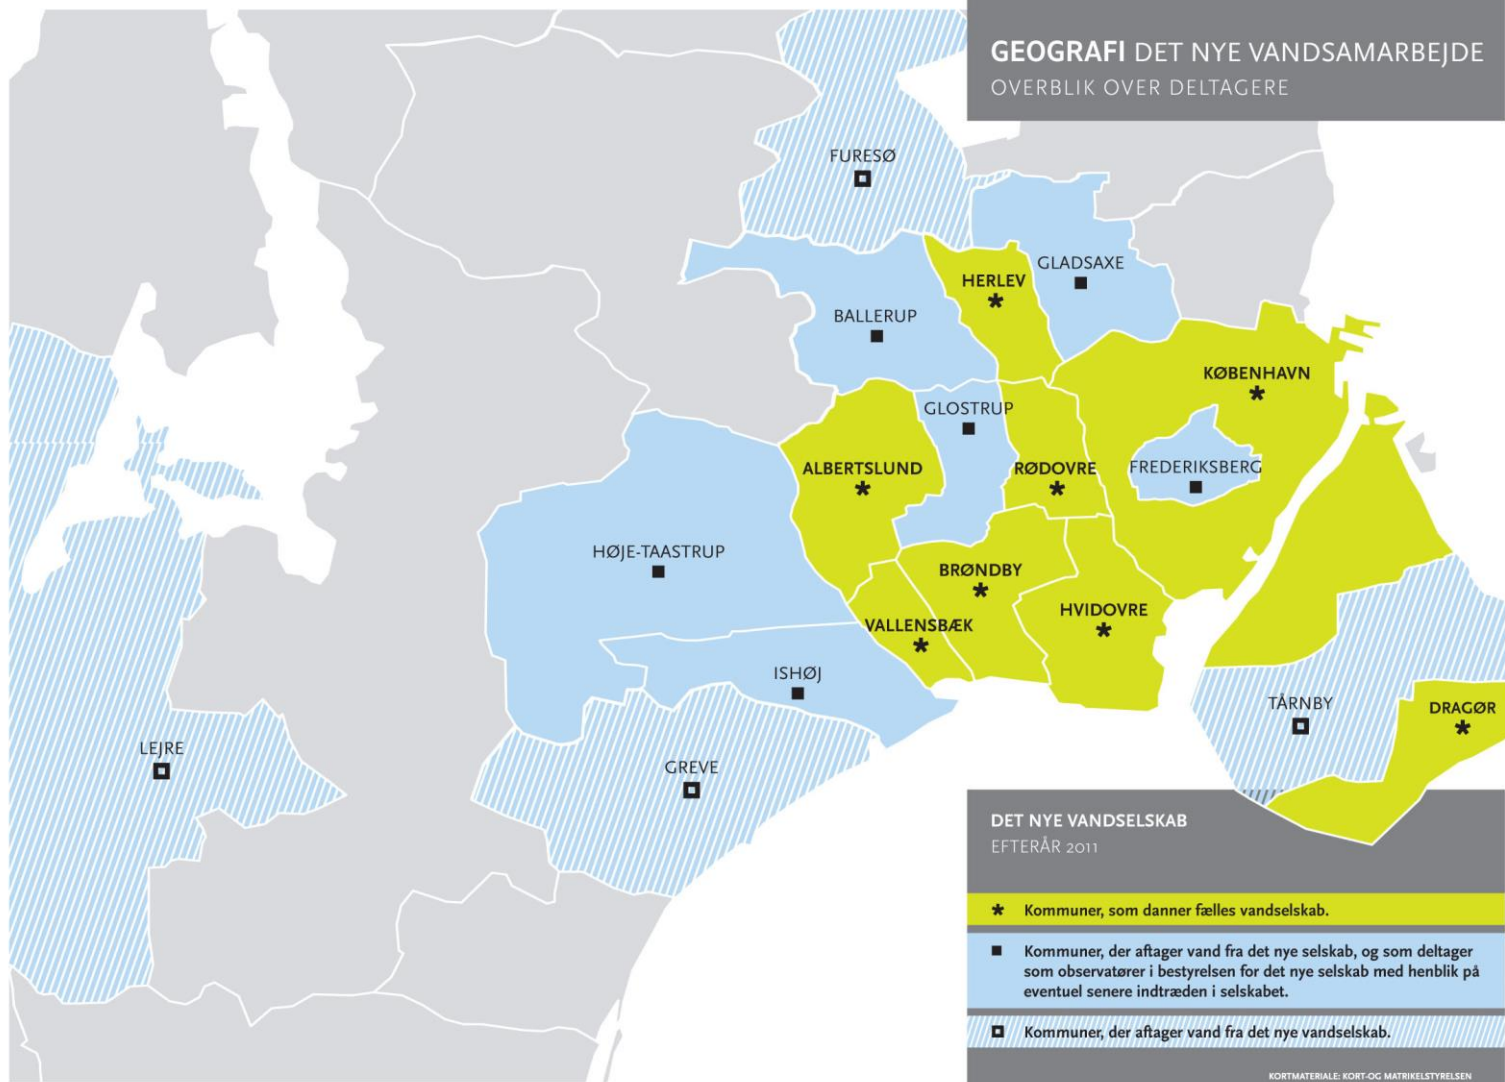 GEOGRAFI DET NYE VANDSAMARBEJDE
OVERBLIK OVER DELTAGERE
FURESØ
GLADSAXE
HERLEV
BALLERUP
KØBENHAVN
GLOSTRUP
ALBERTSLUND
RØDOVRE
FREDERIKSBERG
HØJE-TAASTRUP
BRØNDBY
HVIDOVRE
VALLENSBÆK
ISHØJ
TÅRNBY
DRAGØR
LEJRE
GREVE
DET NYE VANDSELSKAB
EFTERÅR 2011
* Kommuner, som danner fælles vandselskab.
Kommuner, der aftager vand fra det nye selskab, og som deltager
som observatører i bestyrelsen for det nye selskab med henblik på
eventuel senere indtræden i selskabet.
Kommuner, der aftager vand fra det nye vandselskab.
KORTMATERIALE: KORT-OG MATRIKELSTYRELSEN